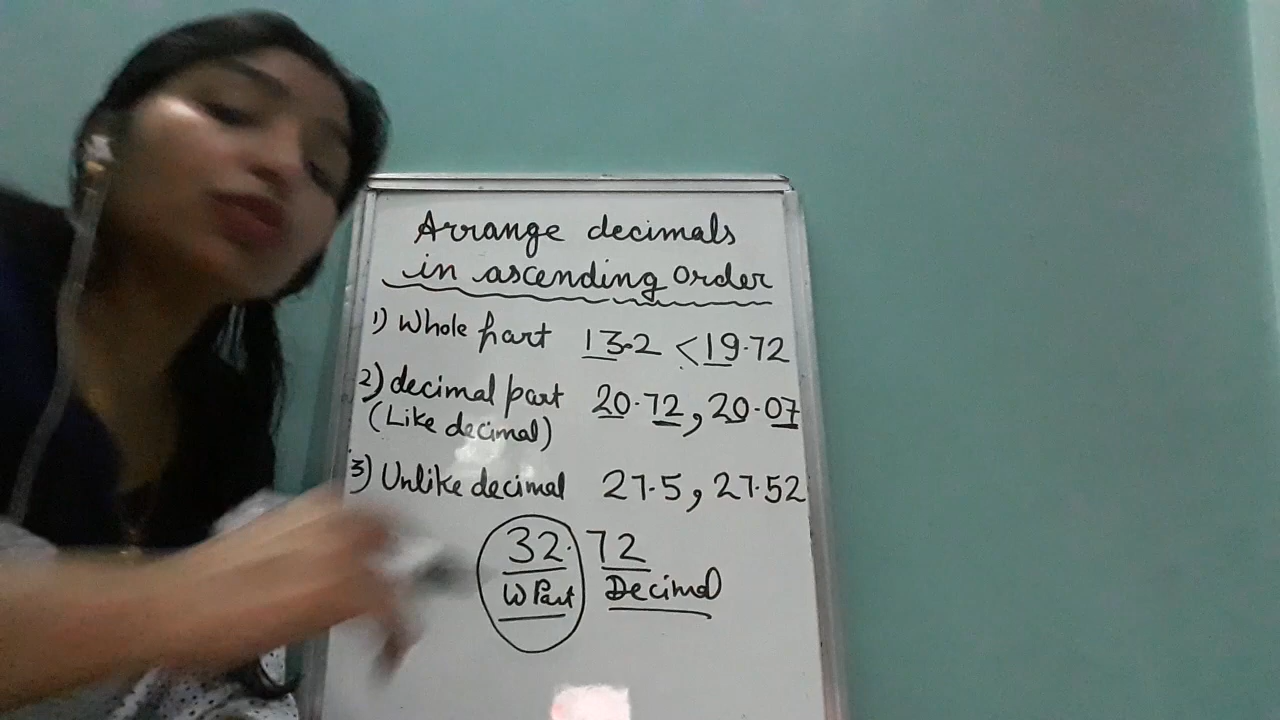 Arrange decimals
in ascending order
1) Whole part 13.2 < 19.72
2) decimal part 20.72, 20.07
(Like decimal)
3) Unlike decimal 27.5, 27.52
32.72
W Part Decimal